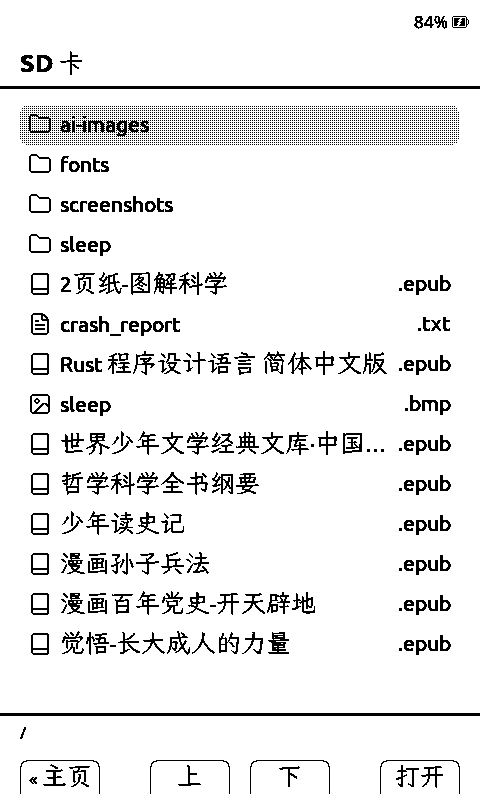 84%
SD 卡
ai-images
fonts
screenshots
sleep
2页纸-图解科学 .epub
crash_report .txt
Rust 程序设计语言 简体中文版 .epub
sleep .bmp
世界少年文学经典文库·中国... .epub
哲学科学全书纲要 .epub
少年读史记 .epub
漫画孙子兵法 .epub
漫画百年党史-开天辟地 .epub
觉悟-长大成人的力量 .epub
/
« 主页 上 下 打开